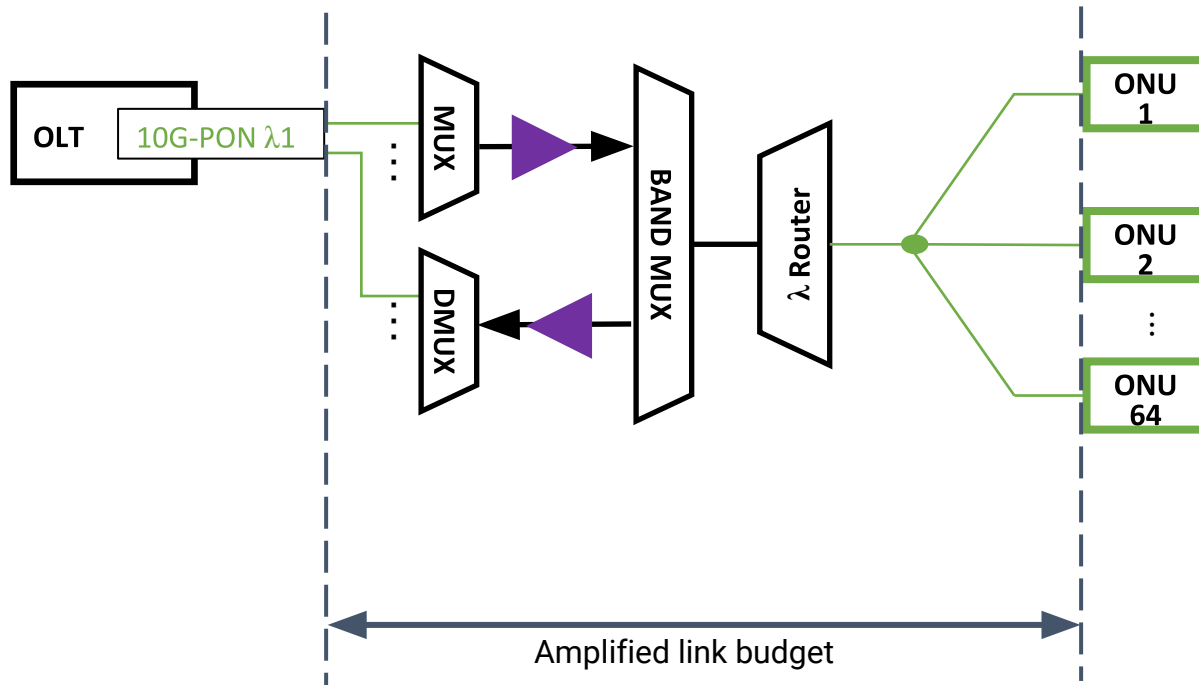 OLT
10G-PON λ1
MUX
...
DMUX
...
BAND MUX
λ Router
ONU
1
ONU
2
...
ONU
64
Amplified link budget